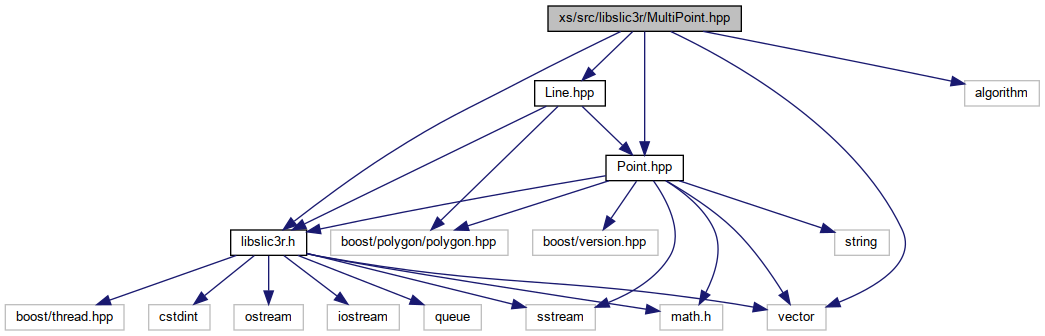 xs/src/libslic3r/MultiPoint.hpp
Line.hpp
algorithm
Point.hpp
libslic3r.h
boost/polygon/polygon.hpp
boost/version.hpp
string
boost/thread.hpp
cstdint
ostream
iostream
queue
sstream
math.h
vector